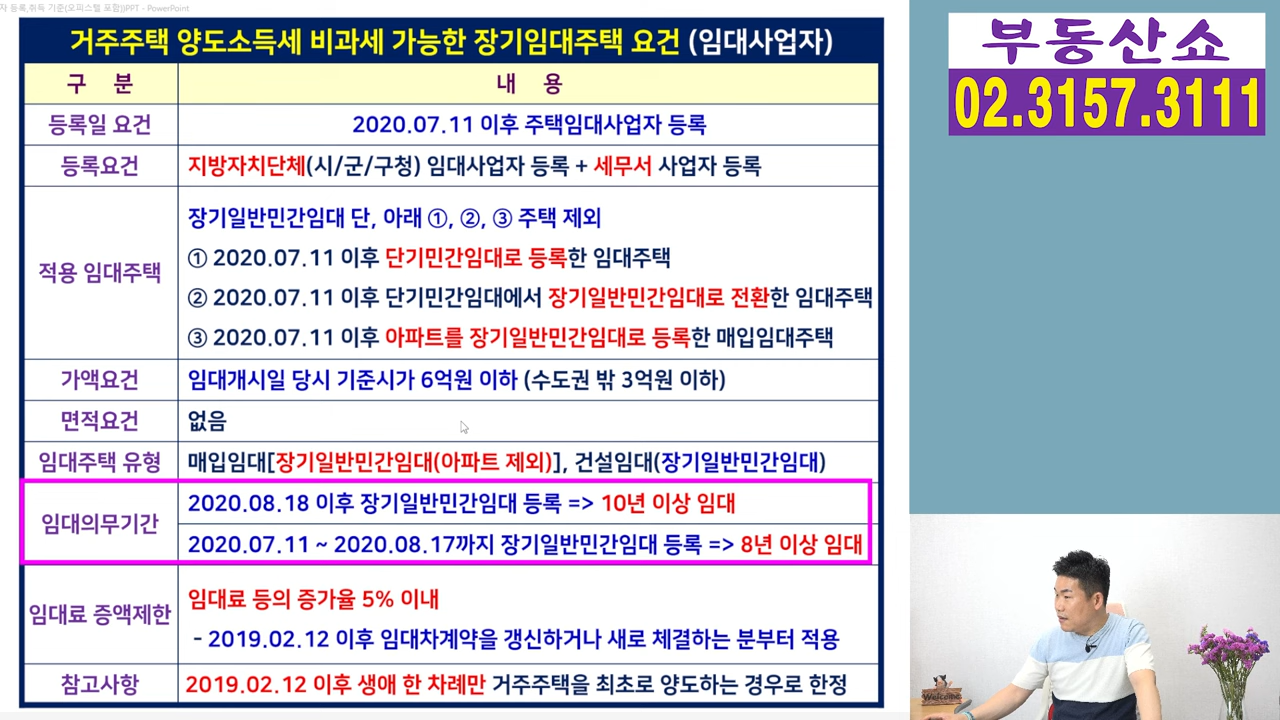 자 등록,취득 기준(오피스텔 포함))PPT - PowerPoint
거주주택 양도소득세 비과세 가능한 장기임대주택 요건 (임대사업자)
구 분
내 용
등록일 요건
2020.07.11 이후 주택임대사업자 등록
등록요건
지방자치단체(시/군/구청) 임대사업자 등록 + 세무서 사업자 등록
적용 임대주택
장기일반민간임대 단, 아래 ①, ②, ③ 주택 제외
① 2020.07.11 이후 단기민간임대로 등록한 임대주택
② 2020.07.11 이후 단기민간임대에서 장기일반민간임대로 전환한 임대주택
③ 2020.07.11 이후 아파트를 장기일반민간임대로 등록한 매입임대주택
가액요건
임대개시일 당시 기준시가 6억원 이하 (수도권 밖 3억원 이하)
면적요건
없음
임대주택 유형
매입임대[장기일반민간임대(아파트 제외)], 건설임대(장기일반민간임대)
임대의무기간
2020.08.18 이후 장기일반민간임대 등록 => 10년 이상 임대
2020.07.11 ~ 2020.08.17까지 장기일반민간임대 등록 => 8년 이상 임대
임대료 증액제한
임대료 등의 증가율 5% 이내
- 2019.02.12 이후 임대차계약을 갱신하거나 새로 체결하는 분부터 적용
참고사항
2019.02.12 이후 생애 한 차례만 거주주택을 최초로 양도하는 경우로 한정
부동산쇼
02.3157.3111
Welcome